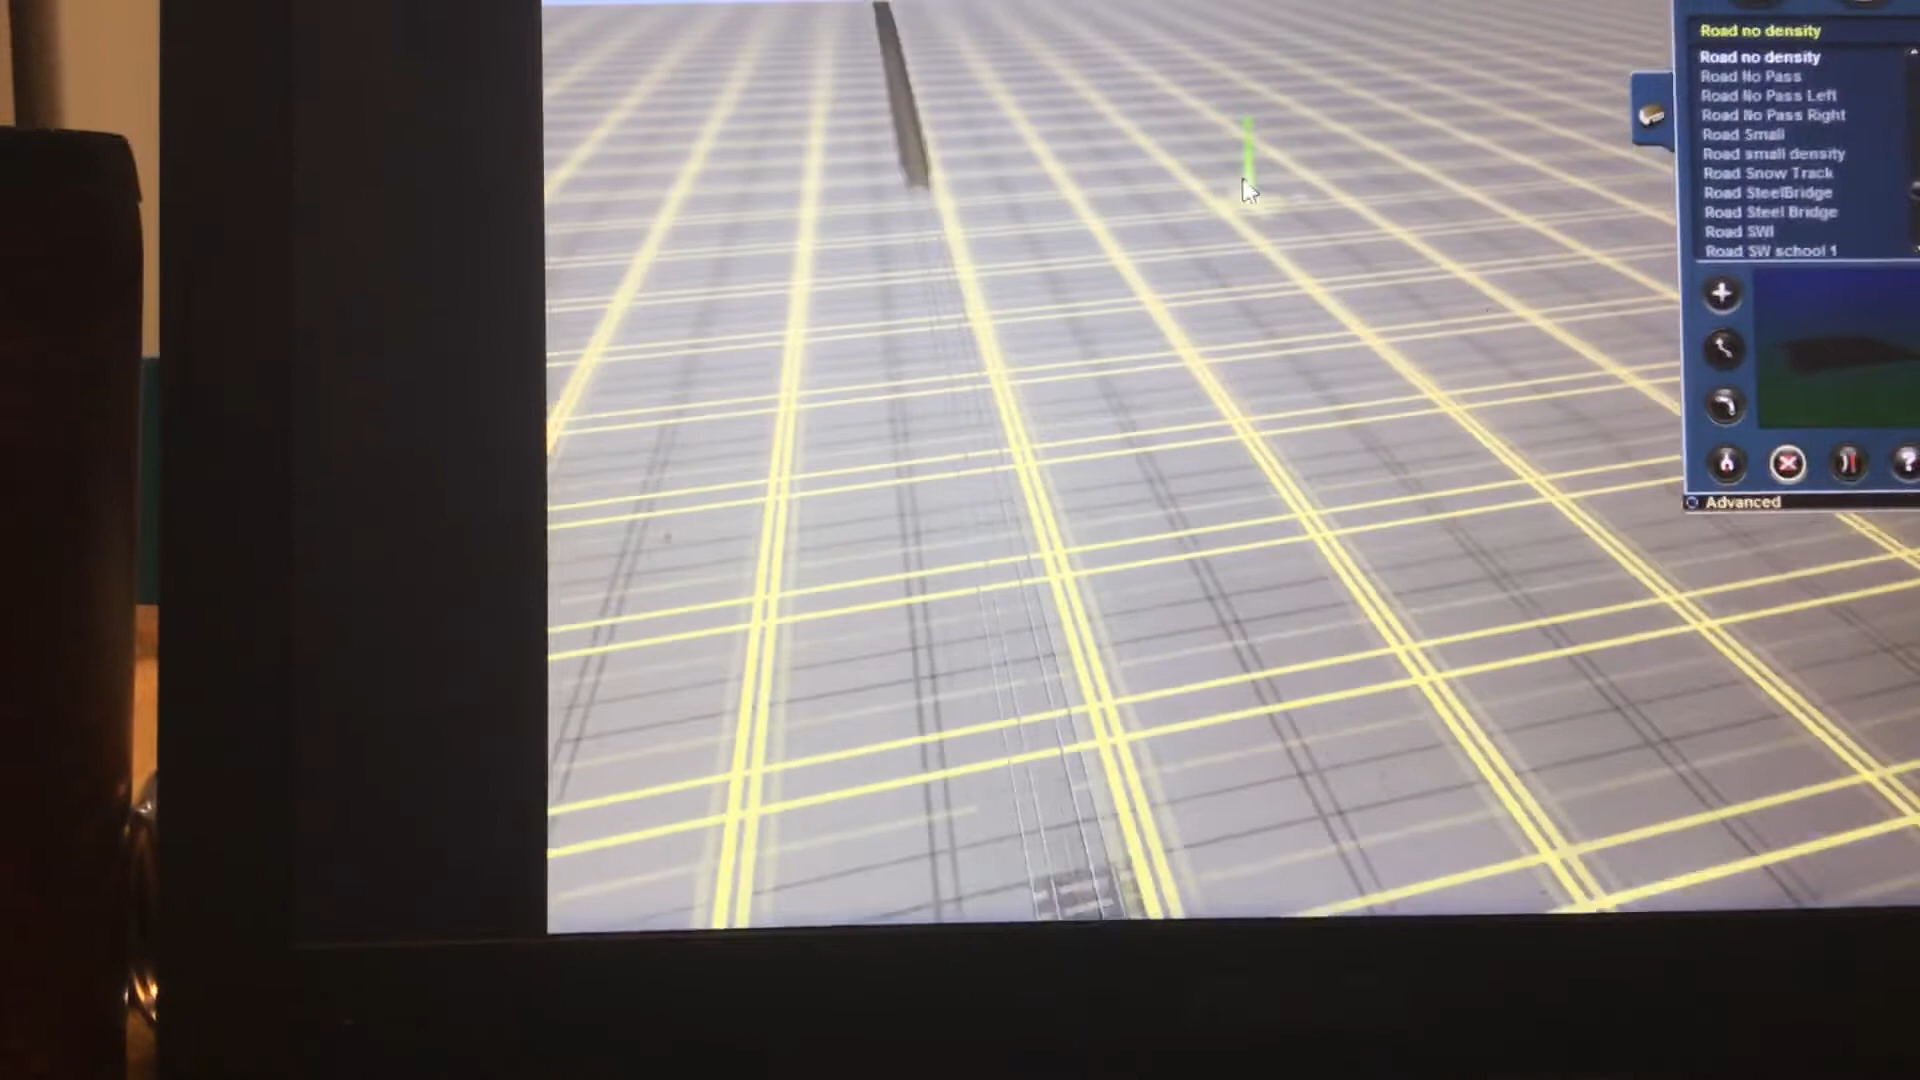 Road no density
Road no density
Road No Pass
Road No Pass Left
Road No Pass Right
Road Small
Road small density
Road Snow Track
Road SteelBridge
Road Steel Bridge
Road SWI
Road SW school 1
?
Advanced